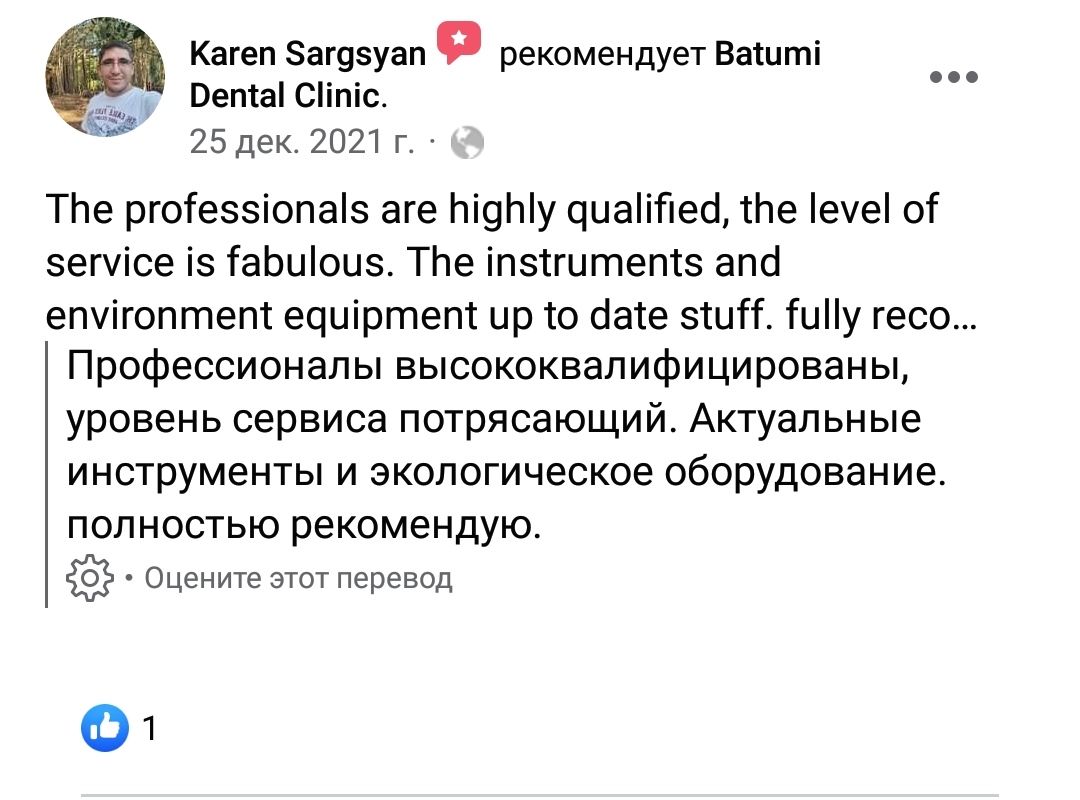 Karen Sargsyan рекомендует Batumi
Dental Clinic.
25 дек. 2021 г. ·
The professionals are highly qualified, the level of
service is fabulous. The instruments and
environment equipment up to date stuff. fully reco...
Профессионалы высококвалифицированы,
уровень сервиса потрясающий. Актуальные
инструменты и экологическое оборудование.
полностью рекомендую.
• Оцените этот перевод
1